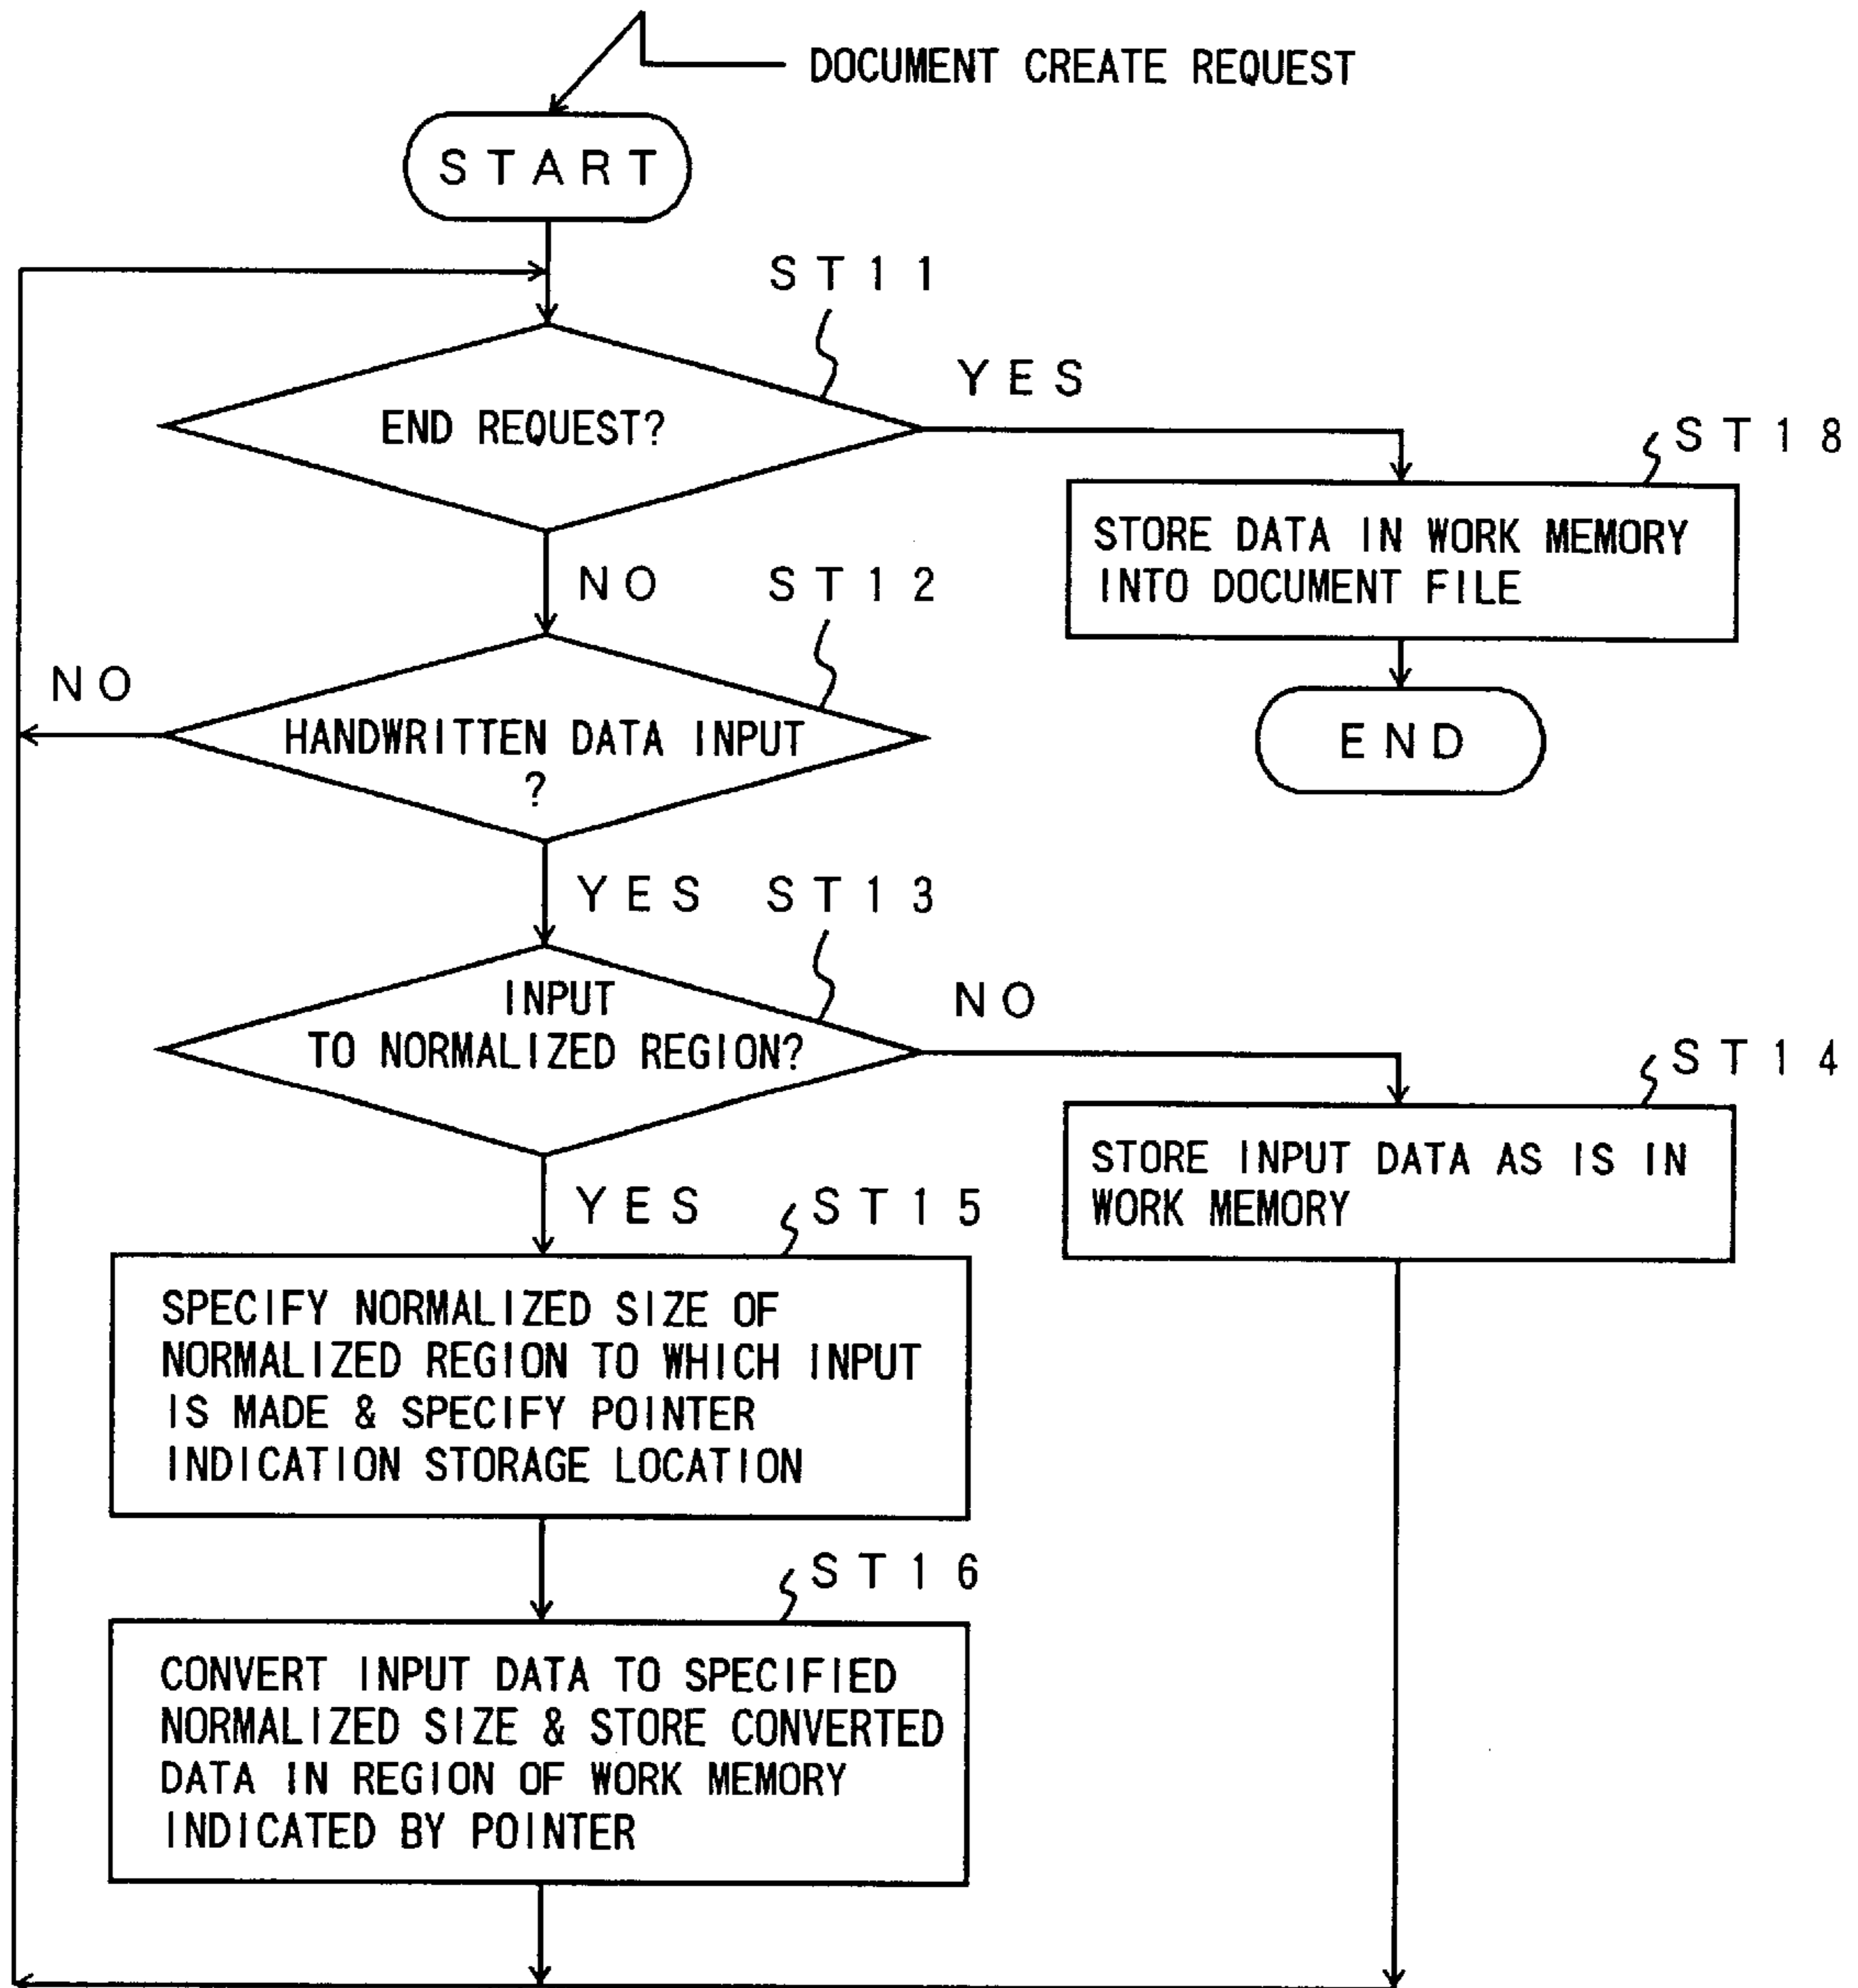 DOCUMENT CREATE REQUEST
START
ST11
END REQUEST?
YES
ST18
STORE DATA IN WORK MEMORY
INTO DOCUMENT FILE
END
NO
ST12
HANDWRITTEN DATA INPUT
?
NO
YES
ST13
INPUT
TO NORMALIZED REGION?
NO
ST14
STORE INPUT DATA AS IS IN
WORK MEMORY
YES
ST15
SPECIFY NORMALIZED SIZE OF
NORMALIZED REGION TO WHICH INPUT
IS MADE & SPECIFY POINTER
INDICATION STORAGE LOCATION
ST16
CONVERT INPUT DATA TO SPECIFIED
NORMALIZED SIZE & STORE CONVERTED
DATA IN REGION OF WORK MEMORY
INDICATED BY POINTER